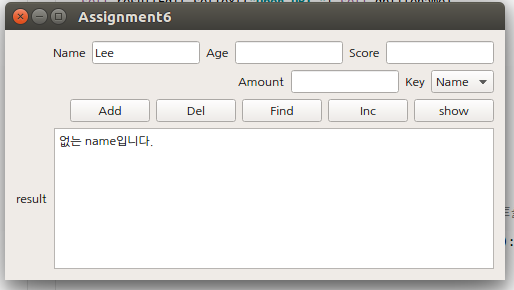 Assignment6
Name Lee Age Score
Amount Key Name
Add Del Find Inc show
result 없는 name입니다.